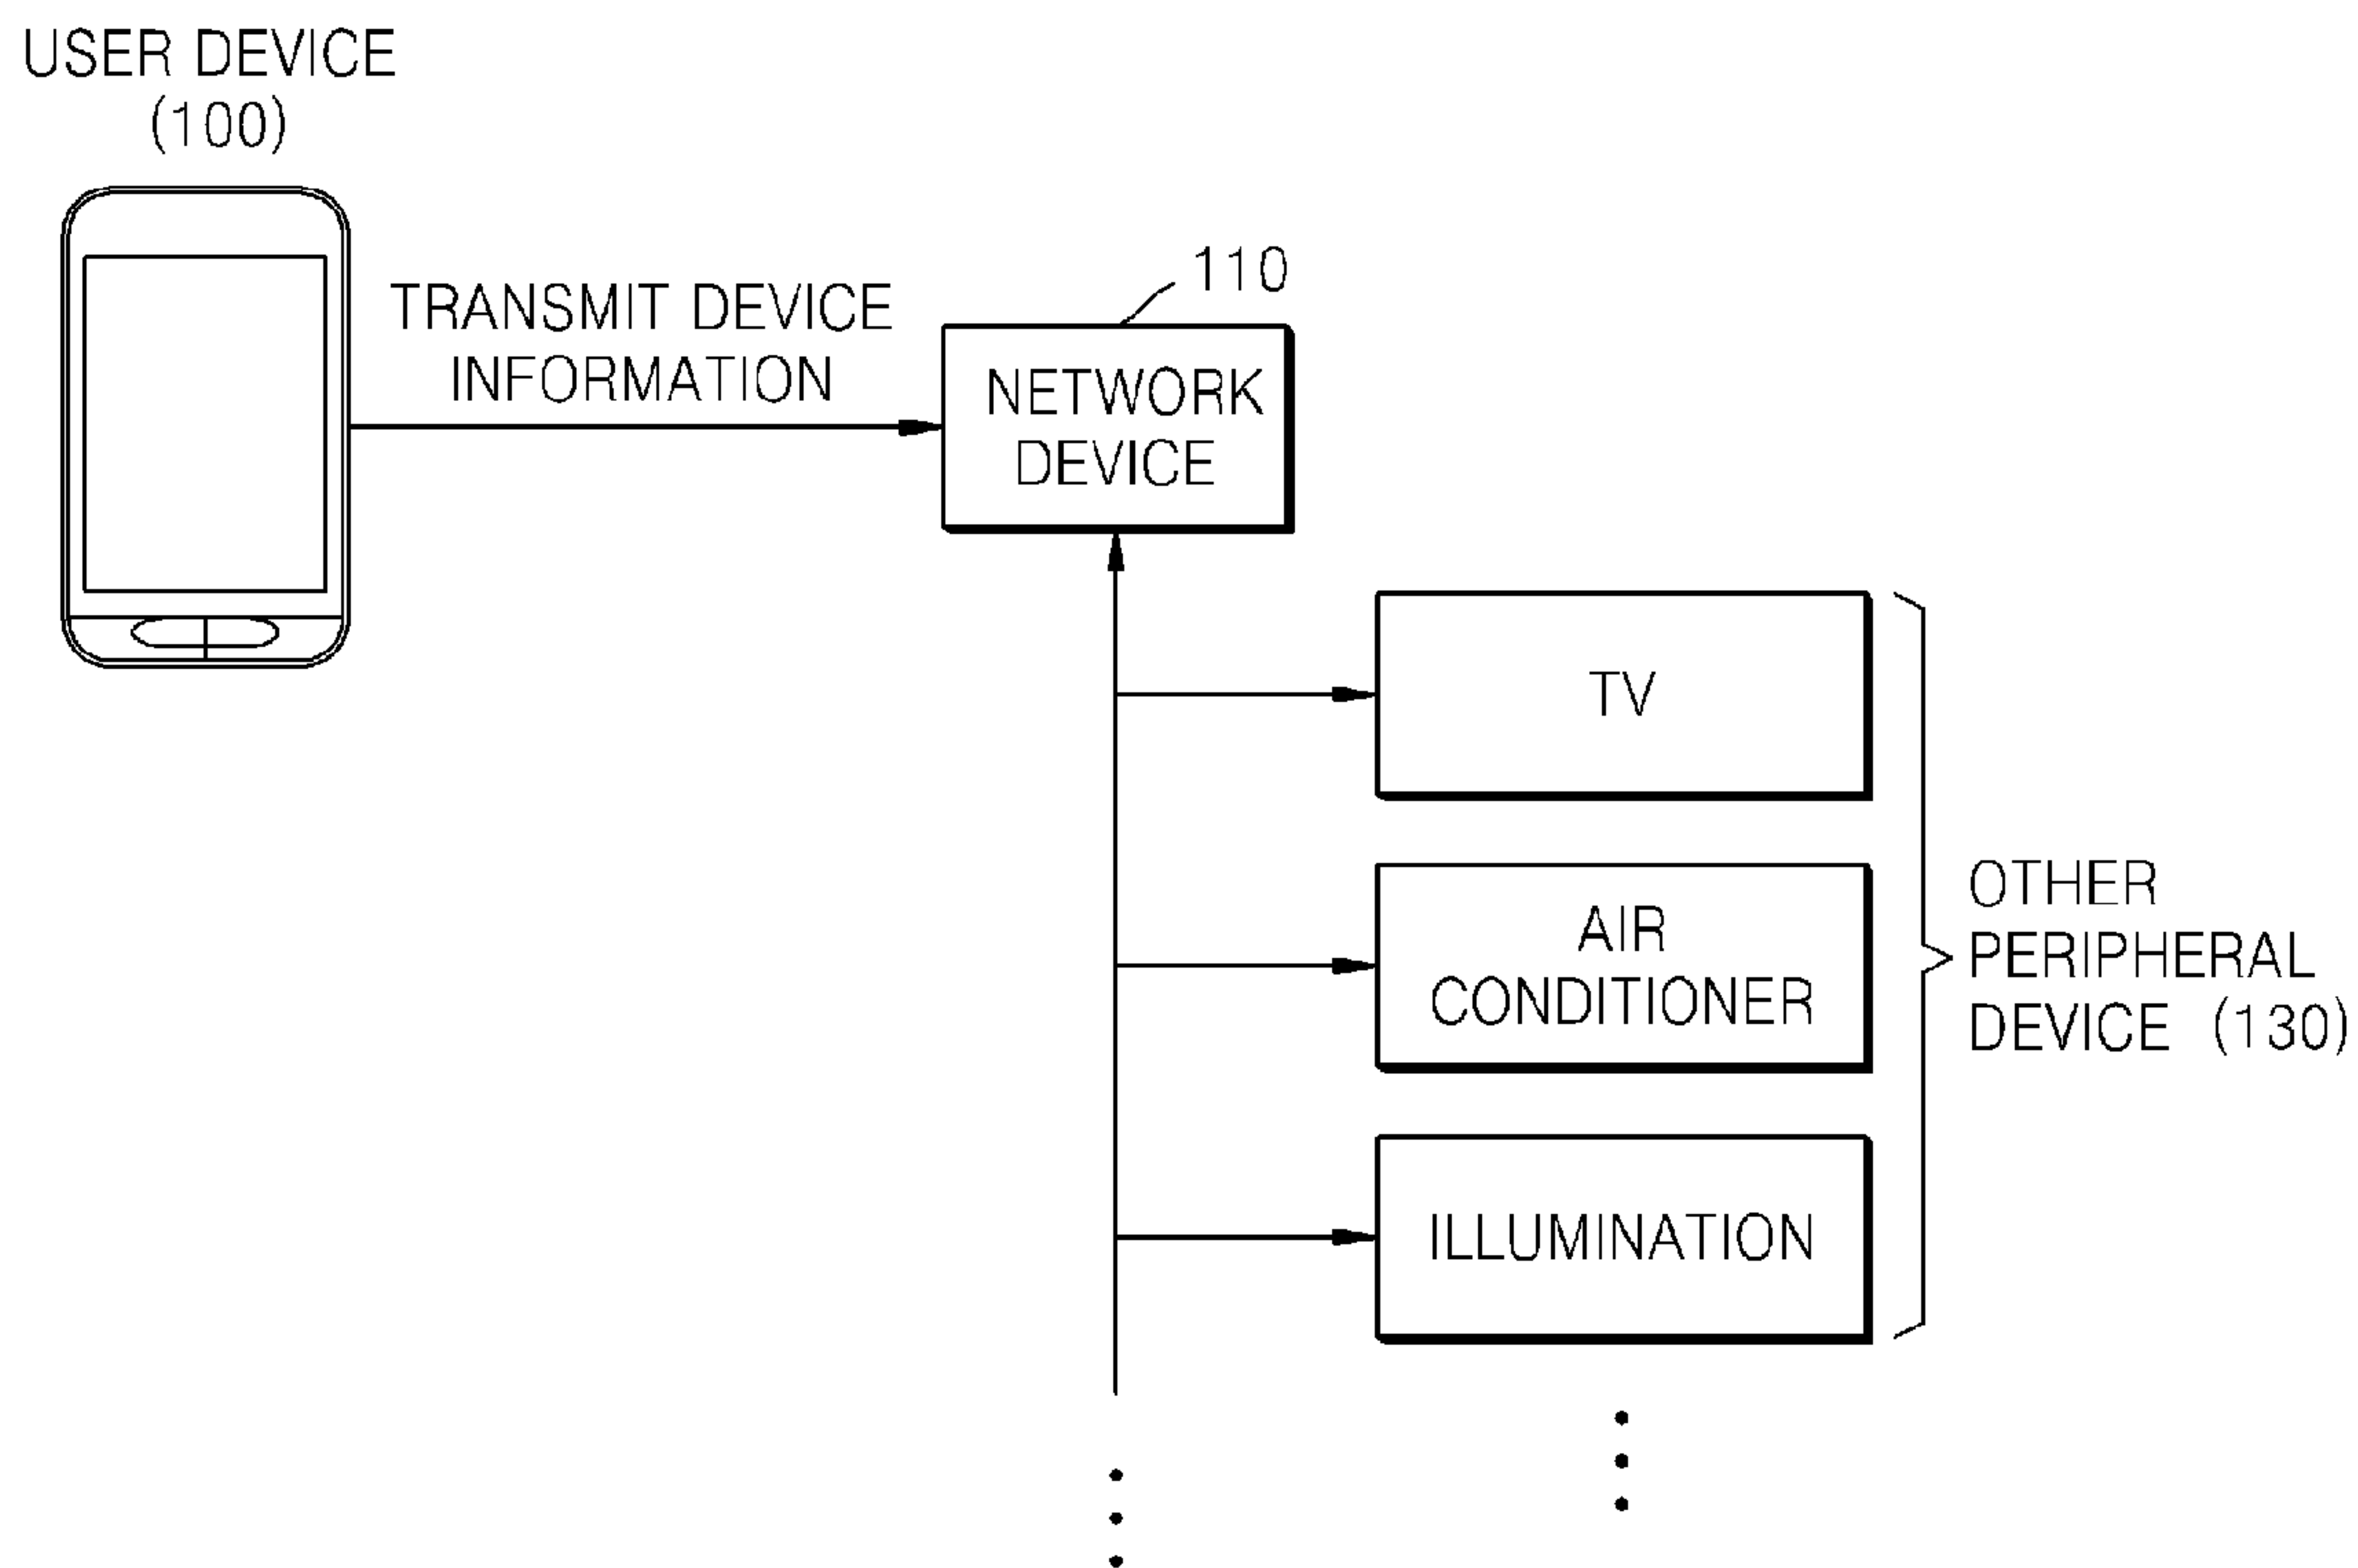 USER DEVICE
(100)
TRANSMIT DEVICE
INFORMATION
110
NETWORK
DEVICE
TV
AIR
CONDITIONER
ILLUMINATION
OTHER
PERIPHERAL
DEVICE (130)